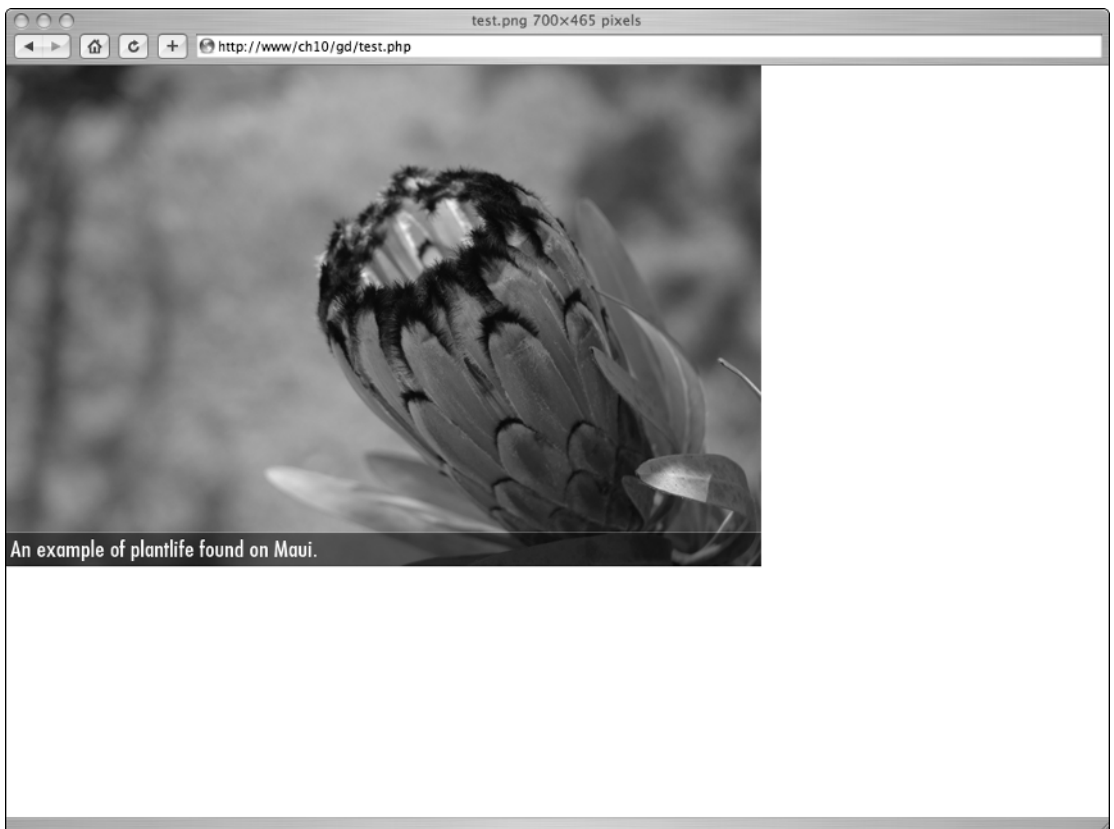 test.png 700×465 pixels
http://www/ch10/gd/test.php
An example of plantlife found on Maui.